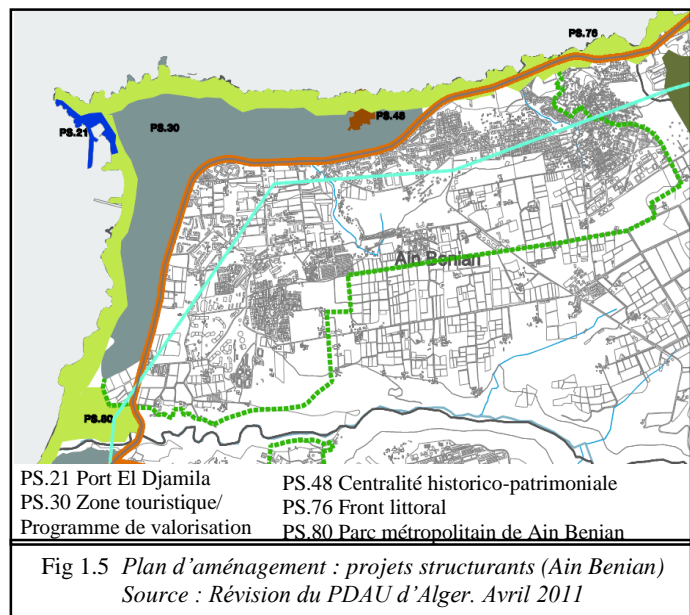 PS.76
PS.21
PS.30
PS.48
Ain Benian
PS.80
PS.21 Port El Djamila
PS.30 Zone touristique/
Programme de valorisation
PS.48 Centralité historico-patrimoniale
PS.76 Front littoral
PS.80 Parc métropolitain de Ain Benian
Fig 1.5 Plan d'aménagement : projets structurants (Ain Benian)
Source : Révision du PDAU d'Alger. Avril 2011